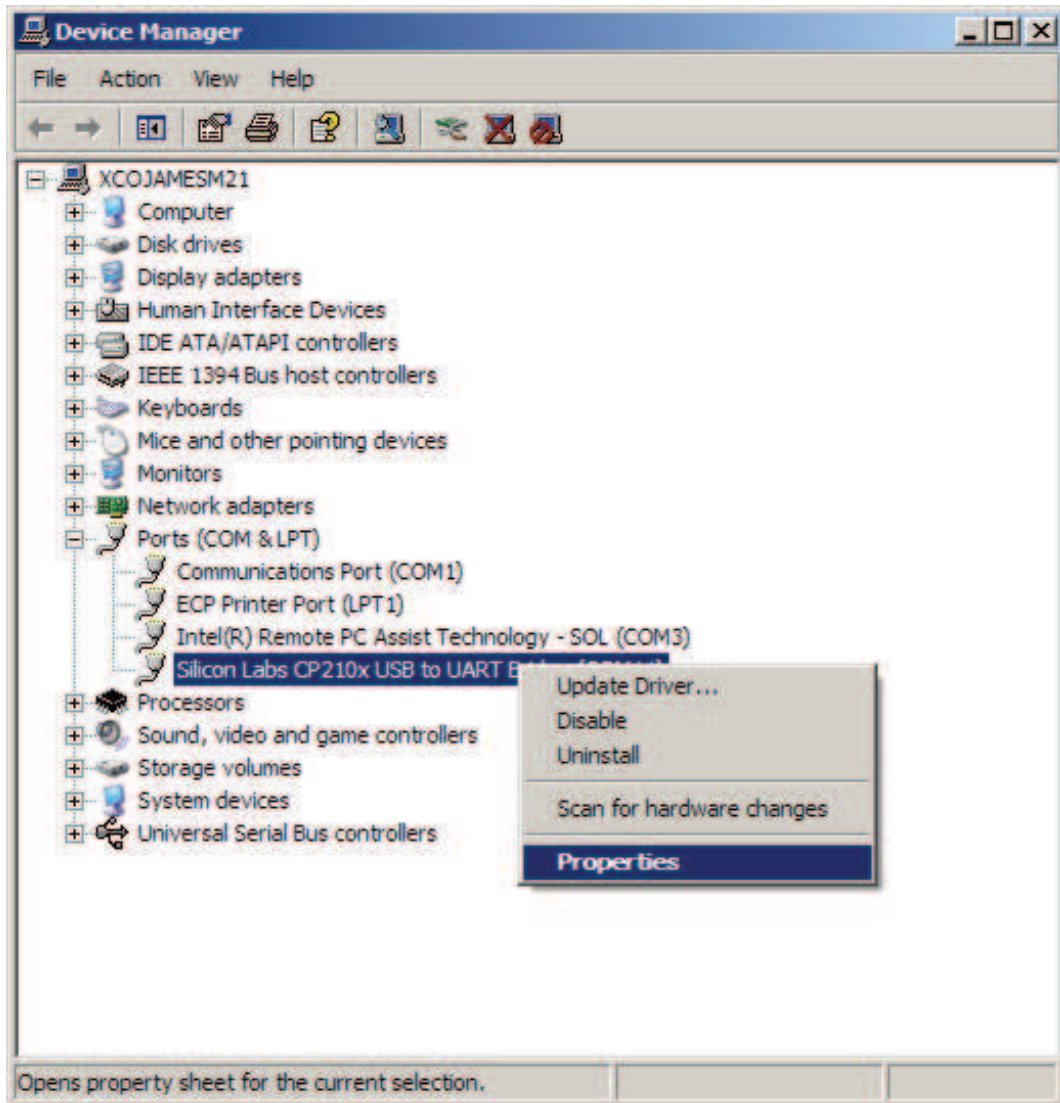 Device Manager
File Action View Help
XCOJAMESM21
Computer
Disk drives
Display adapters
Human Interface Devices
IDE ATA/ATAPI controllers
IEEE 1394 Bus host controllers
Keyboards
Mice and other pointing devices
Monitors
Network adapters
Ports (COM & LPT)
Communications Port (COM1)
ECP Printer Port (LPT1)
Intel(R) Remote PC Assist Technology - SOL (COM3)
Silicon Labs CP210x USB to UART
Update Driver...
Disable
Uninstall
Scan for hardware changes
Properties
Processors
Sound, video and game controllers
Storage volumes
System devices
Universal Serial Bus controllers
Opens property sheet for the current selection.